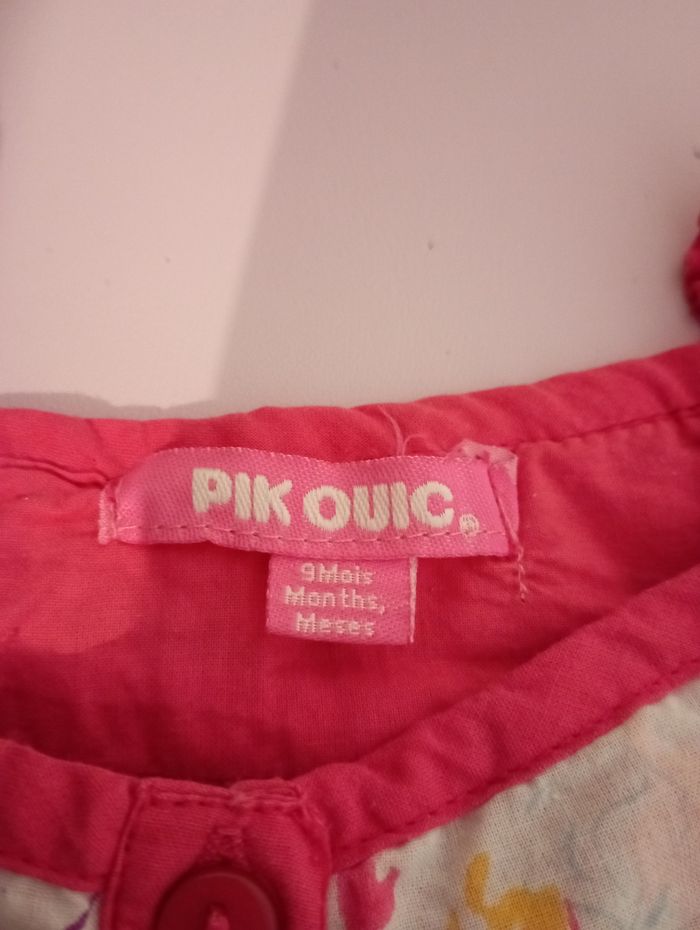 PIK OUIC®
9Mois
Months,
Meses